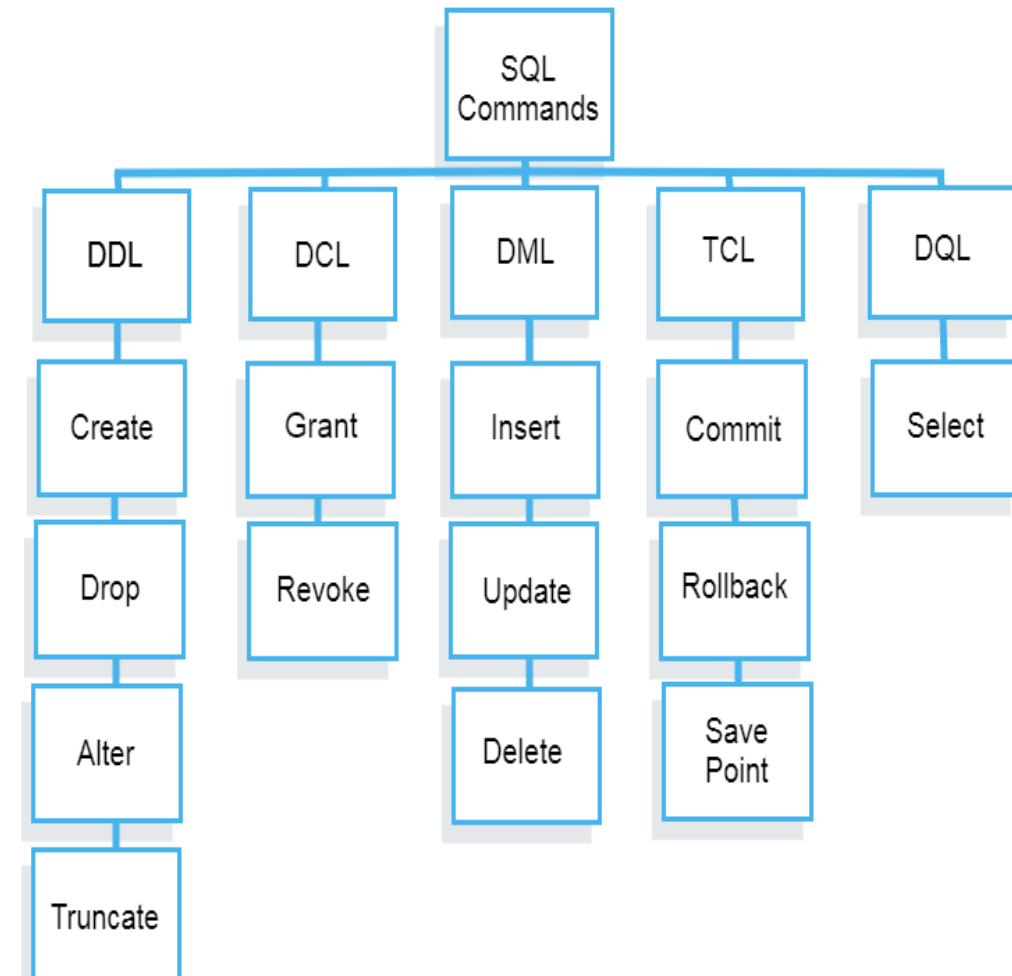 SQL
Commands
DDL
DCL
DML
TCL
DQL
Create
Grant
Insert
Commit
Select
Drop
Revoke
Update
Rollback
Alter
Delete
Save
Point
Truncate